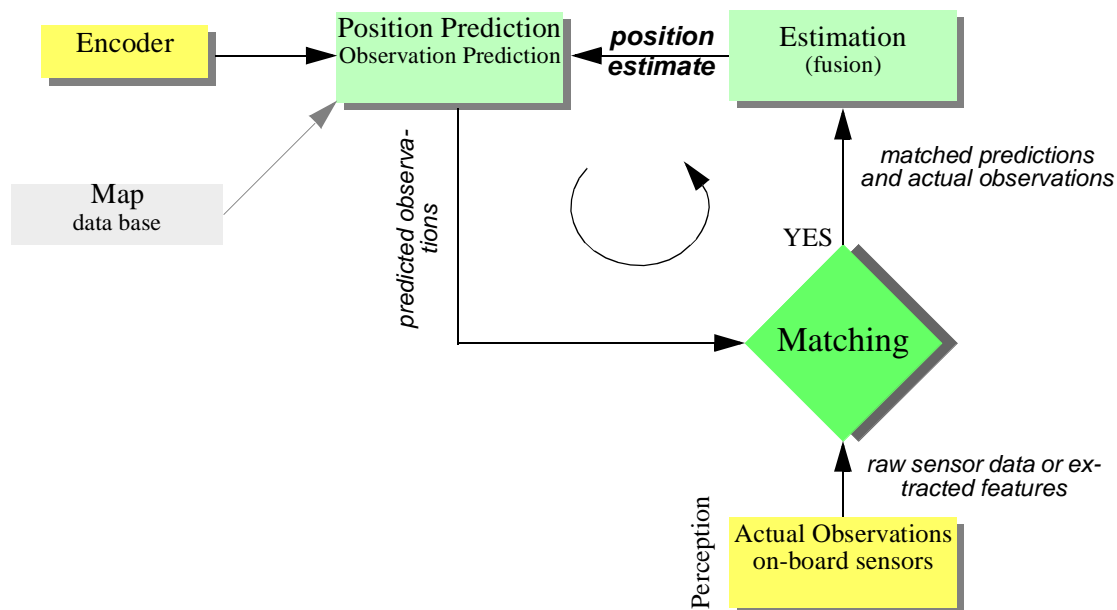 Encoder
Position Prediction
Observation Prediction
position
estimate
Estimation
(fusion)
Map
data base
predicted observa-
tions
matched predictions
and actual observations
YES
Matching
raw sensor data or ex-
tracted features
Perception
Actual Observations
on-board sensors